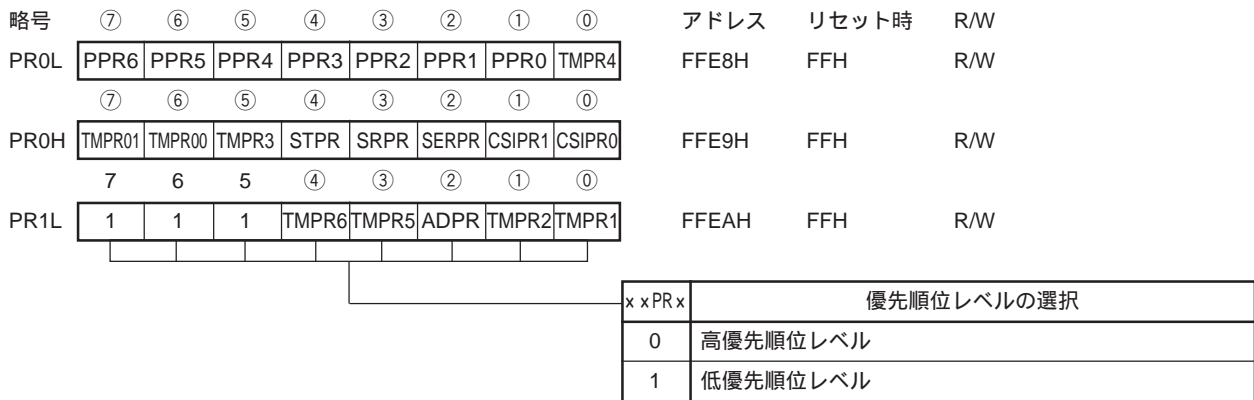 略号 ⑦ ⑥ ⑤ ④ ③ ② ① ⓪ アドレス リセット時 R/W
PR0L PPR6 PPR5 PPR4 PPR3 PPR2 PPR1 PPR0 TMPR4 FFE8H FFH R/W
⑦ ⑥ ⑤ ④ ③ ② ① ⓪
PR0H TMPR01 TMPR00 TMPR3 STPR SRPR SERPR CSIPR1 CSIPR0 FFE9H FFH R/W
7 6 5 ④ ③ ② ① ⓪
PR1L 1 1 1 TMPR6 TMPR5 ADPR TMPR2 TMPR1 FFEAH FFH R/W
××PR× 優先順位レベルの選択
0 高優先順位レベル
1 低優先順位レベル